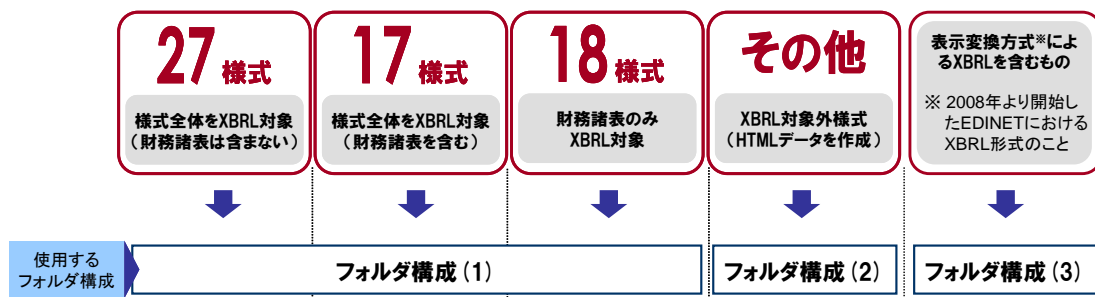 27 様式
様式全体をXBRL対象
（財務諸表は含まない）
17 様式
様式全体をXBRL対象
（財務諸表を含む）
18 様式
財務諸表のみ
XBRL対象
その他
XBRL対象外様式
（HTMLデータを作成）
表示変換方式※によ
るXBRLを含むもの
※ 2008年より開始し
たEDINETにおける
XBRL形式のこと
使用する
フォルダ構成
フォルダ構成（1）
フォルダ構成（2）
フォルダ構成（3）